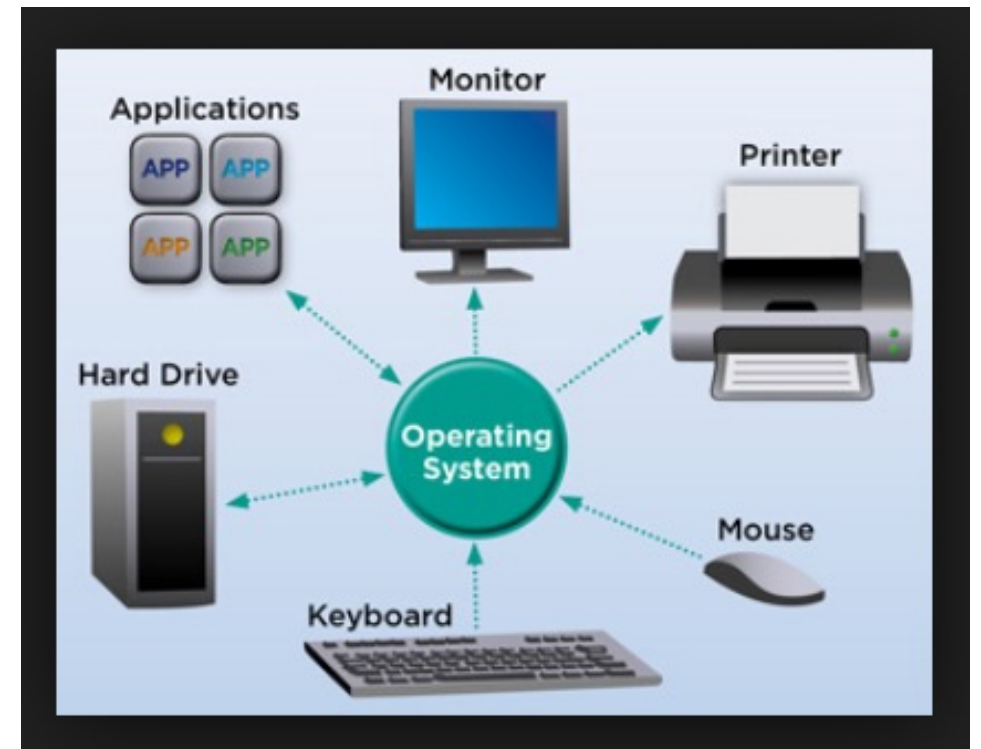 Monitor
Applications
APP APP
APP APP
Printer
Hard Drive
Operating
System
Mouse
Keyboard